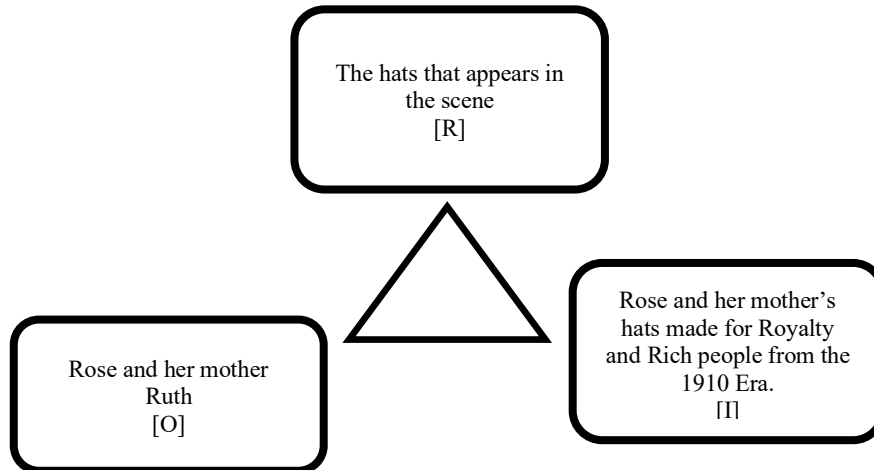 The hats that appears in
the scene
[R]
Rose and her mother
Ruth
[O]
Rose and her mother’s
hats made for Royalty
and Rich people from the
1910 Era.
[I]